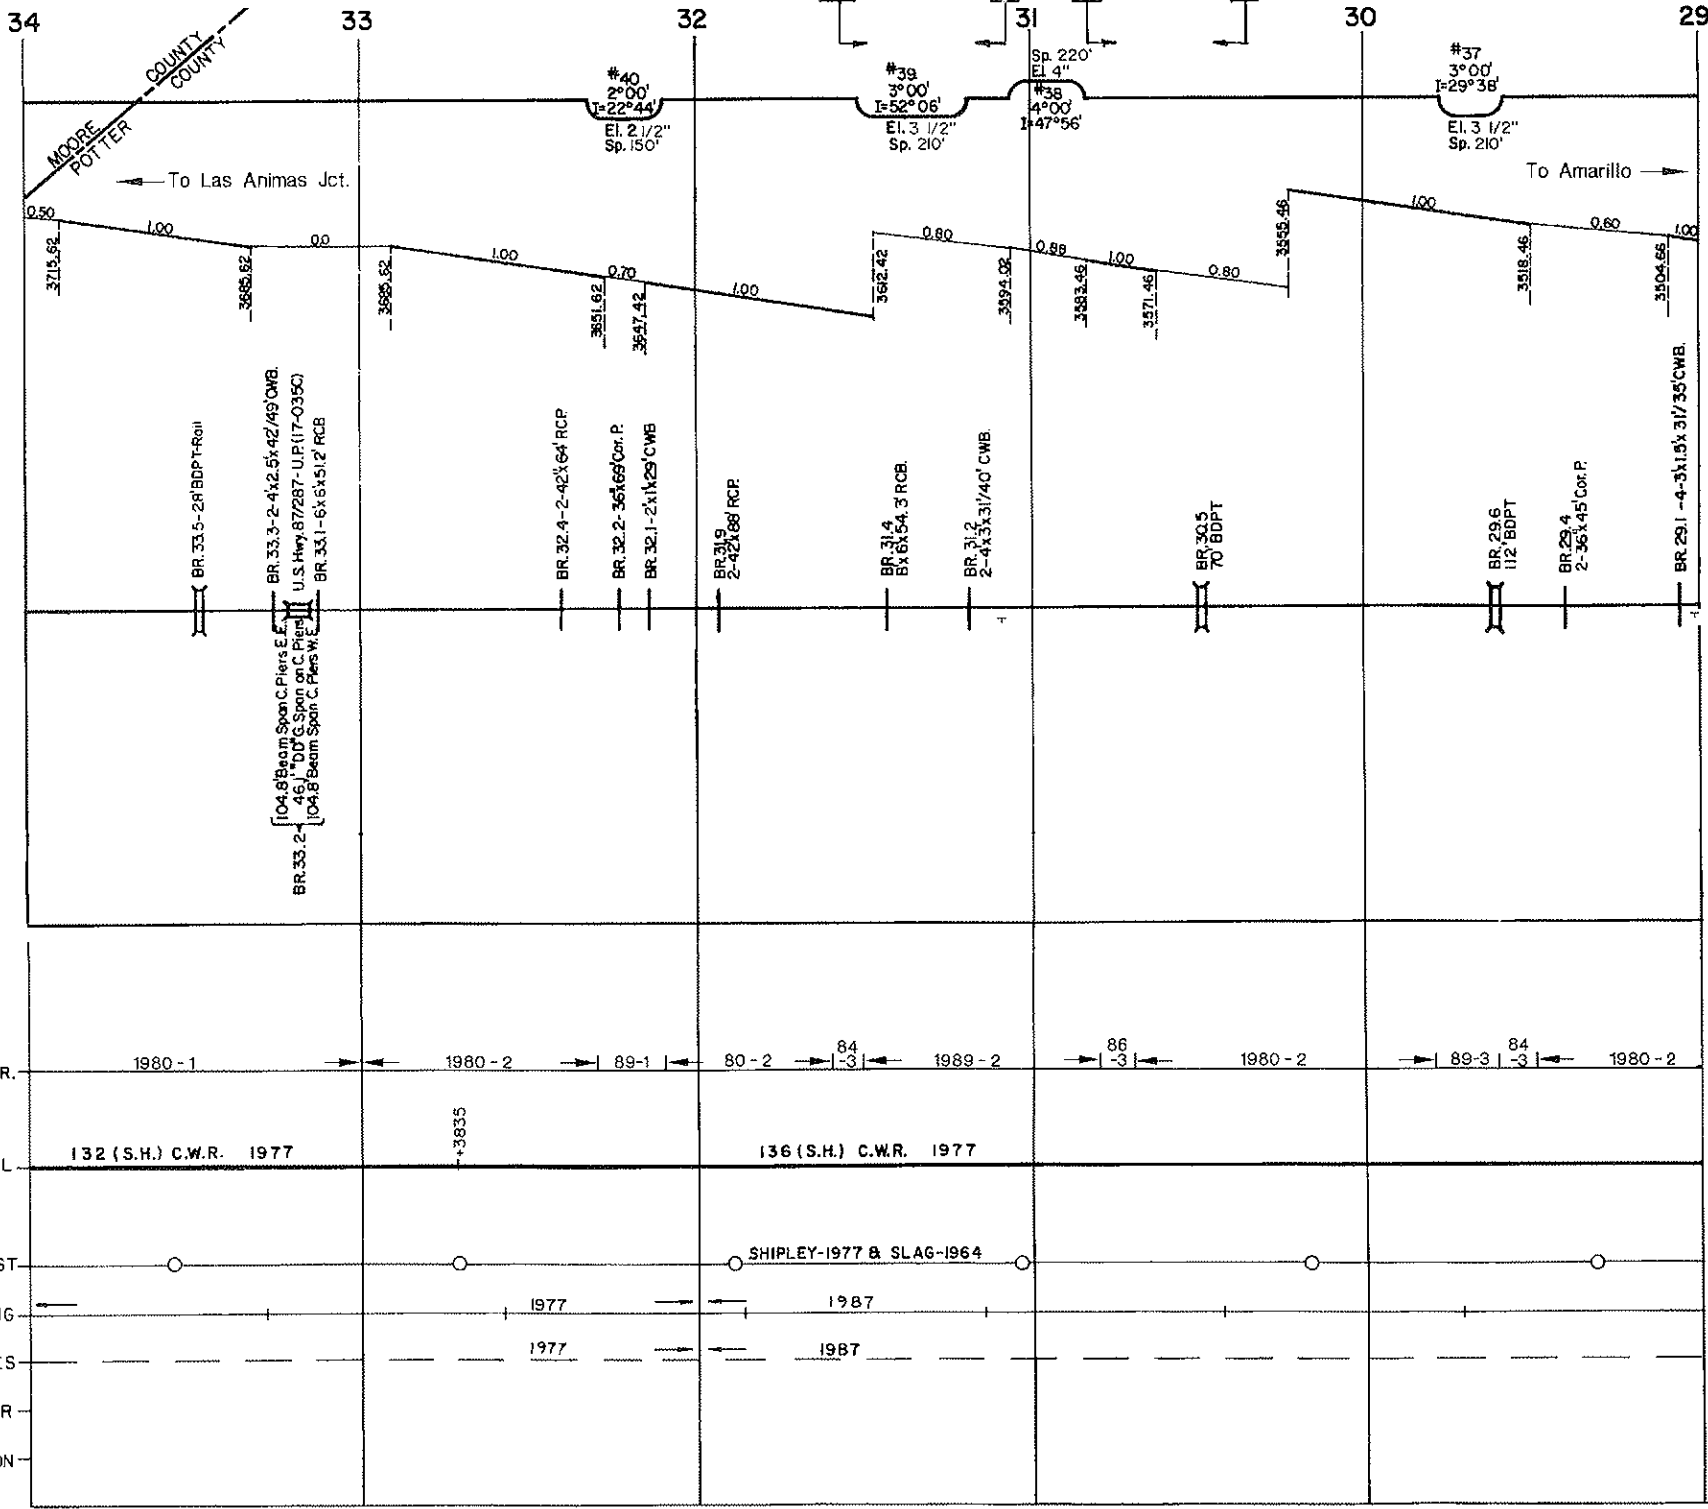 34
33
32
31
30
29
COUNTY
COUNTY
MOORE
POTTER
#40
2°00'
I=22°44'
El. 2 1/2"
Sp. 150'
#39
3°00'
I=52°06'
El. 3 1/2"
Sp. 210'
Sp. 220'
El. 4"
#38
4°00'
I=47°56'
#37
3°00'
I=29°38'
El. 3 1/2"
Sp. 210'
To Las Animas Jct.
To Amarillo
0.50
1.00
0.0
1.00
0.70
1.00
0.80
0.88
1.00
0.80
1.00
0.60
1.00
3715.62
3685.62
3685.62
3651.62
3647.42
3612.42
3594.02
3583.46
3571.46
3555.46
3518.46
3504.66
BR.33.5-28' BDPT-Rail
BR.33.3-2-4'x2.5'x42'/49' CWB.
U.S. Hwy. 87/287-U.P. (17-035C)
BR.33.1-6'x6'x51.2' RCB
BR.32.4-2-42"x64' RCP.
BR.32.2-36"x69' Cor. P.
BR.32.1-2'x1'x29' CWB
BR.31.9
2-42"x88' RCP.
BR.31.4
8'x6'x54.3' RCB.
BR.31.2
2-4'x3'x31'/40' CWB.
BR.30.5
70' BDPT
BR.29.6
112' BDPT
BR.29.4
2-36"x45' Cor. P.
BR.29.1-4-3'x1.5'x31'/35' CWB.
BR.33.2
104.8' Beam Span C. Piers E.E.
46.1' "DD" G. Span on C. Piers
104.8' Beam Span C. Piers W.E.
R.
1980-1
1980-2
89-1
80-2
84
-3
1989-2
86
-3
1980-2
89-3
84
-3
1980-2
+3835
L
132 (S.H.) C.W.R. 1977
136 (S.H.) C.W.R. 1977
ST
SHIPLEY-1977 & SLAG-1964
IG
1977
1987
ES
1977
1987
R
ON